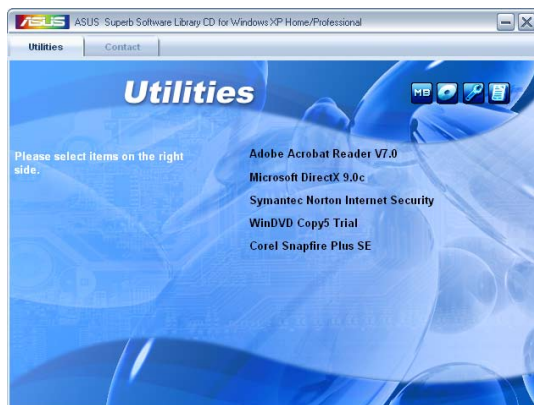 ASUS ASUS Superb Software Library CD for Windows XP Home/Professional
Utilities Contact
Utilities
MB
Please select items on the right
side.
Adobe Acrobat Reader V7.0
Microsoft DirectX 9.0c
Symantec Norton Internet Security
WinDVD Copy5 Trial
Corel Snapfire Plus SE